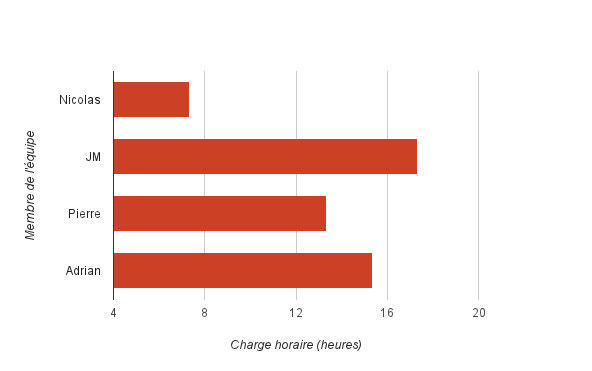 Nicolas
JM
Pierre
Adrian
Membre de l'équipe
4 8 12 16 20
Charge horaire (heures)